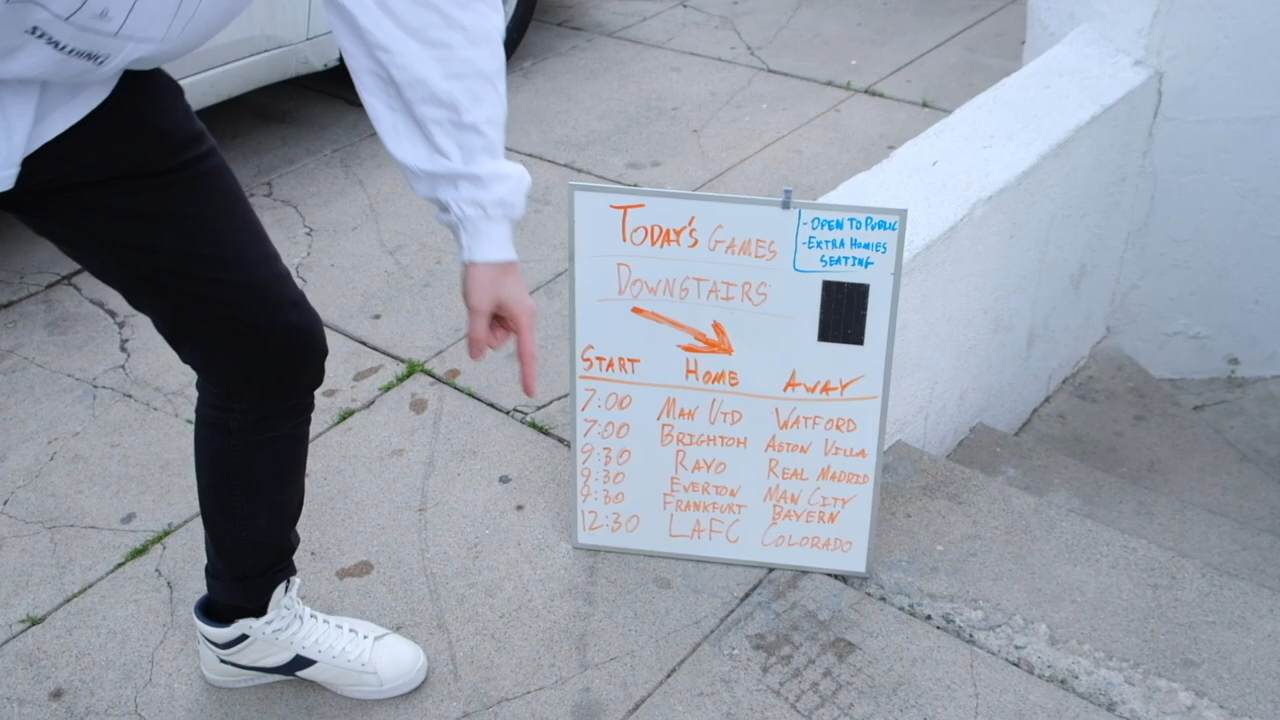 SPALDING
TODAY'S GAMES
- OPEN TO PUBLIC
- EXTRA HOMIES
SEATING
DOWNSTAIRS
START HOME AWAY
7:00 MAN UTD WATFORD
7:00 BRIGHTON ASTON VILLA
9:30 RAYO REAL MADRID
9:30 EVERTON MAN CITY
9:30 FRANKFURT BAYERN
12:30 LAFC COLORADO